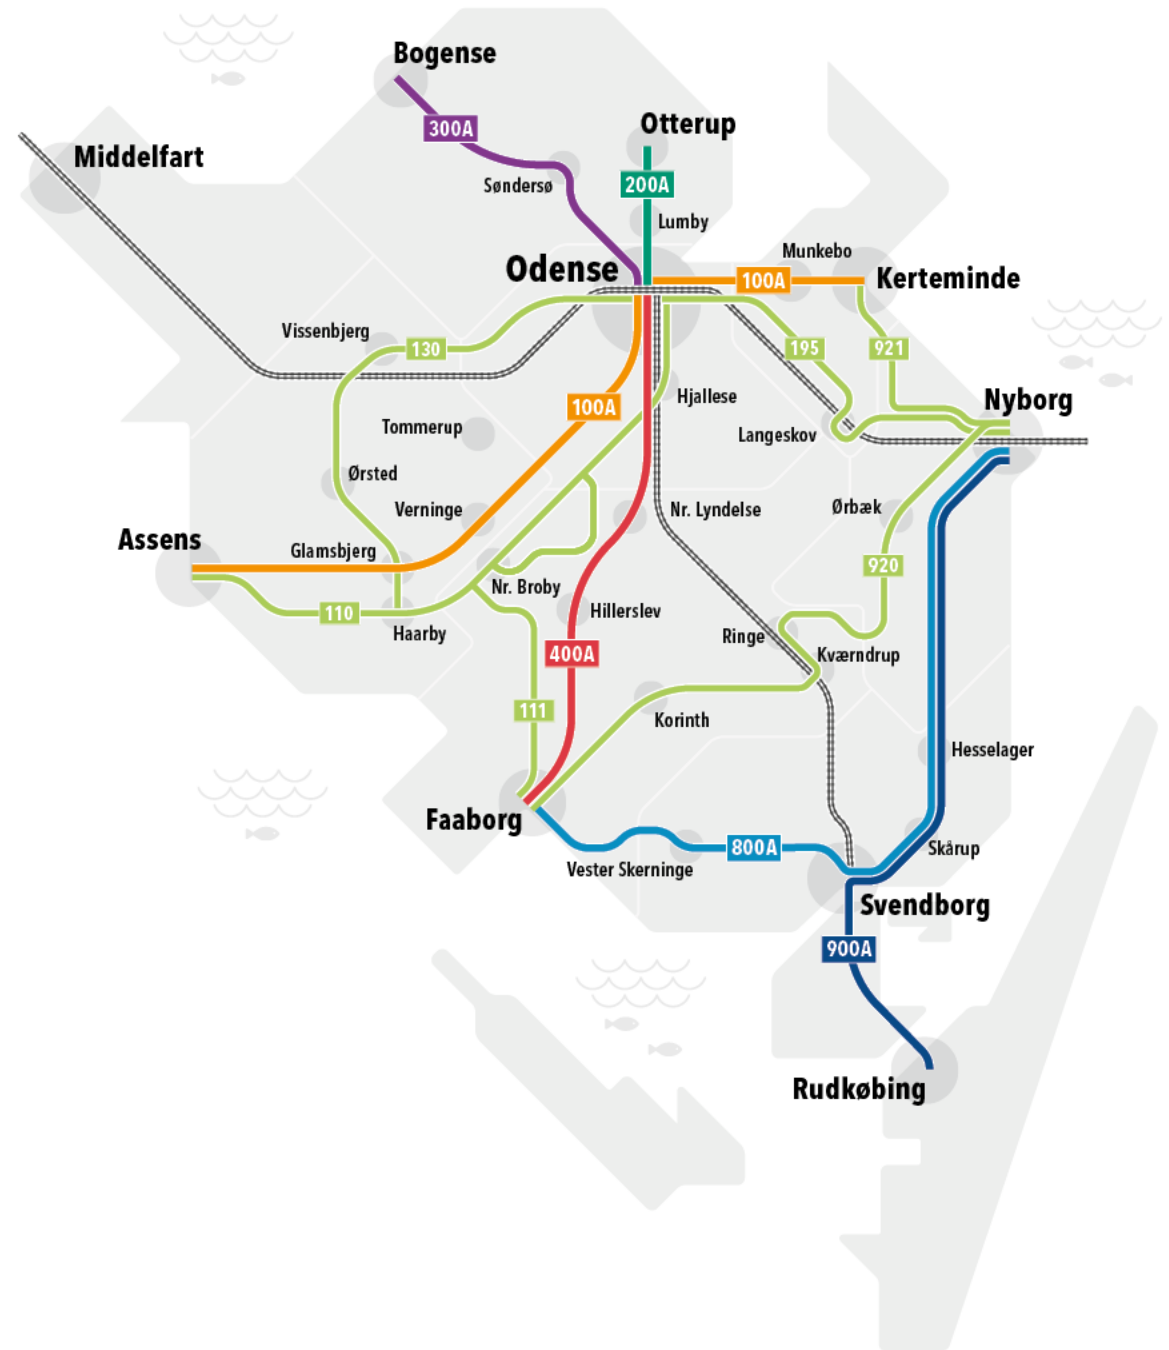 Bogense
300A
Otterup
Middelfart
200A
Søndersø
Lumby
Munkebo
Odense
100A
Kerteminde
Vissenbjerg
130
195
921
Hjallese
100A
Nyborg
Tommerup
Langeskov
Ørsted
Verninge
Nr. Lyndelse
Ørbæk
Assens
Glamsbjerg
920
Nr. Broby
110
Hillerslev
Haarby
Ringe
400A
Kværndrup
111
Korinth
Hesselager
Faaborg
800A
Skårup
Vester Skerninge
Svendborg
900A
Rudkøbing